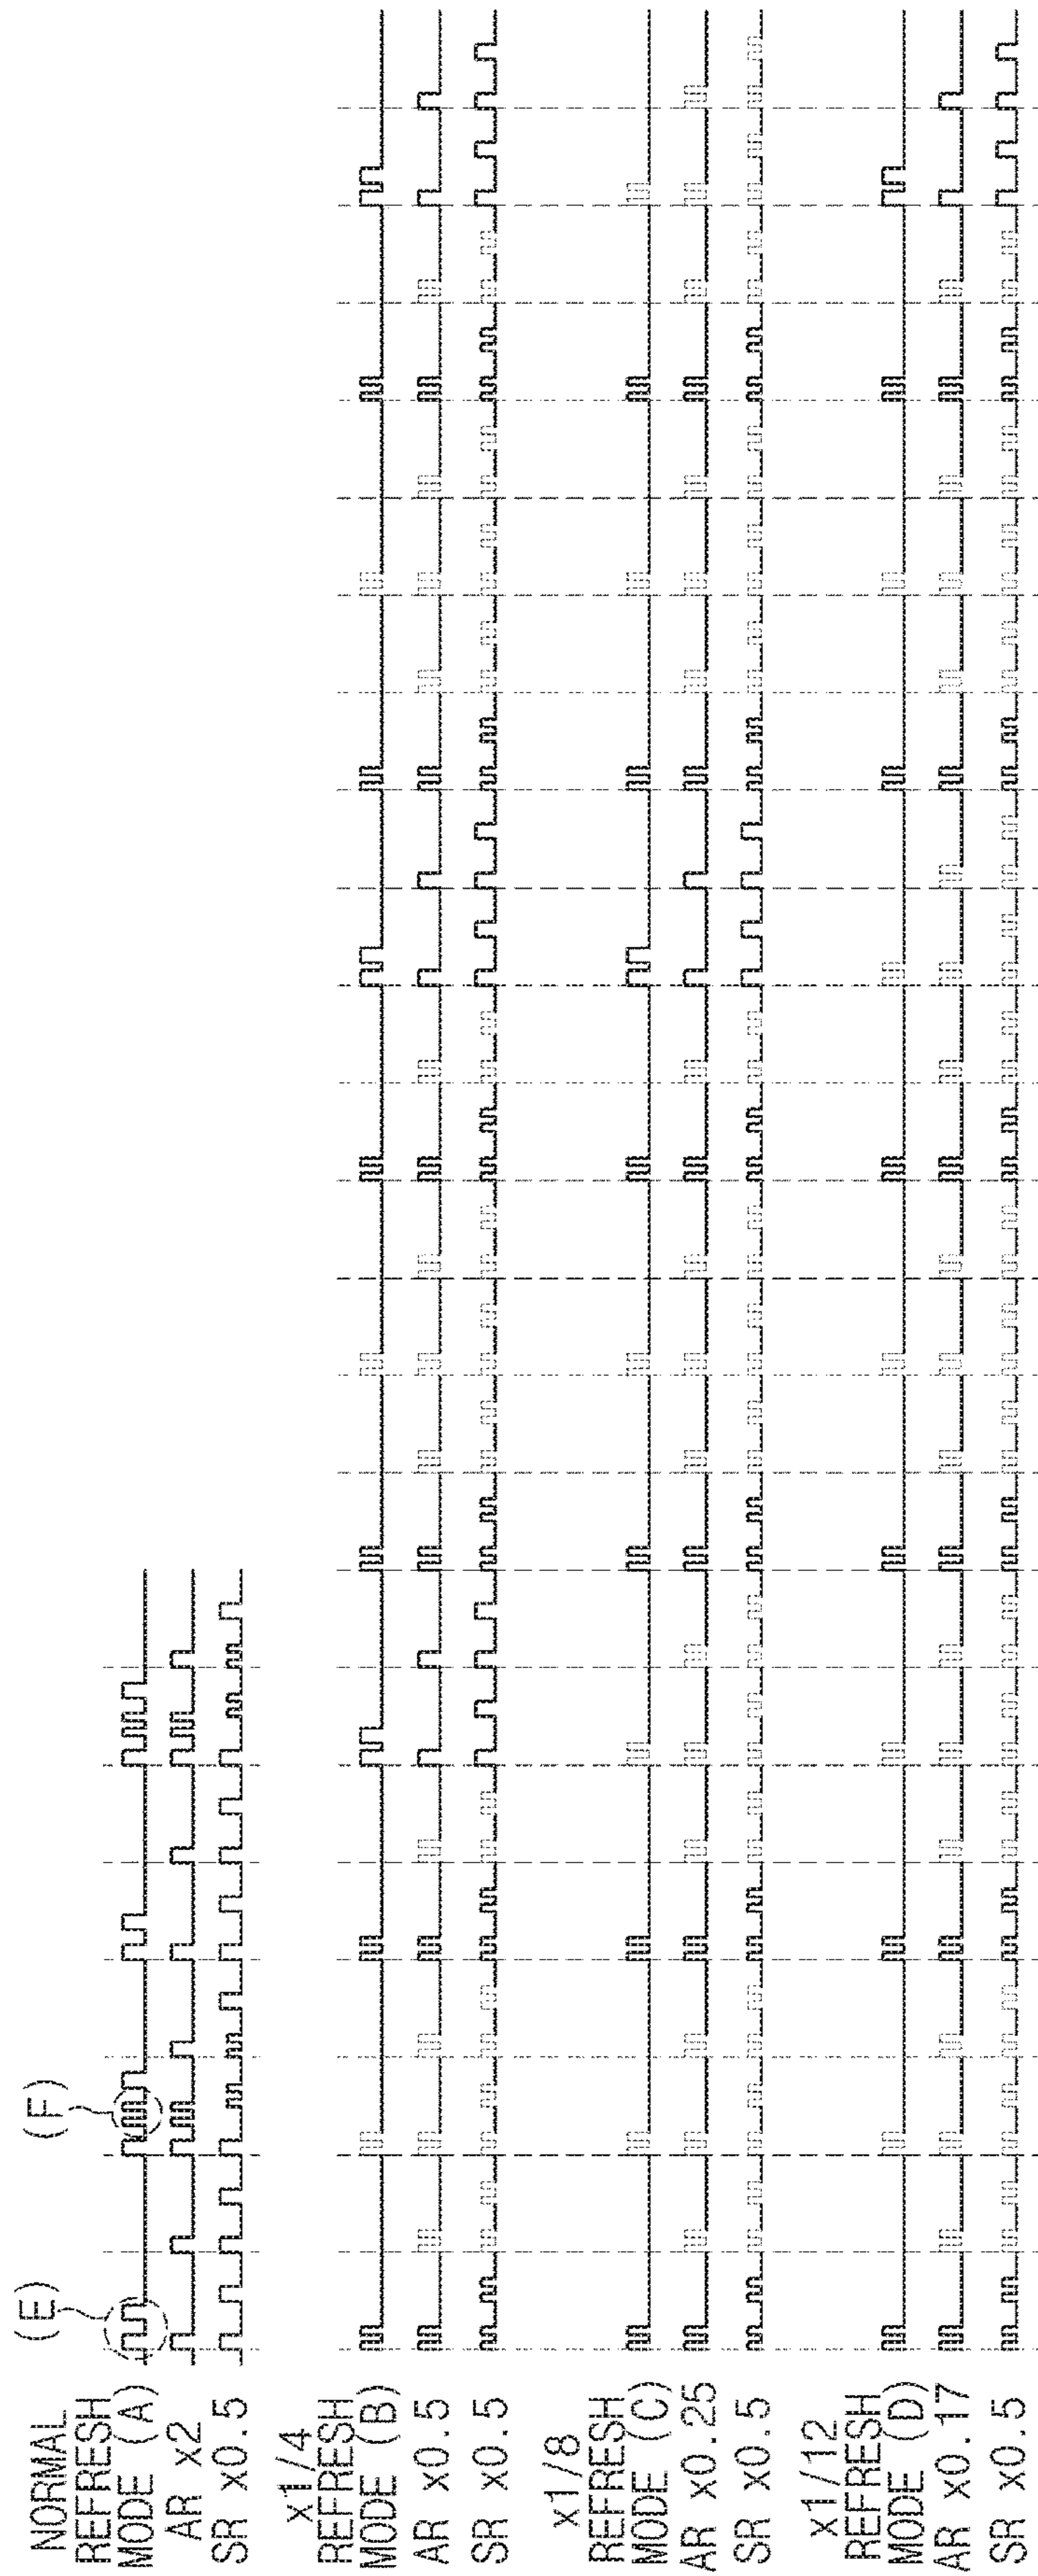 (E)
(F)
NORMAL
REFRESH
MODE (A)
AR x2
SR x0.5
x1/4
REFRESH
MODE (B)
AR x0.5
SR x0.5
x1/8
REFRESH
MODE (C)
AR x0.25
SR x0.5
x1/12
REFRESH
MODE (D)
AR x0.17
SR x0.5